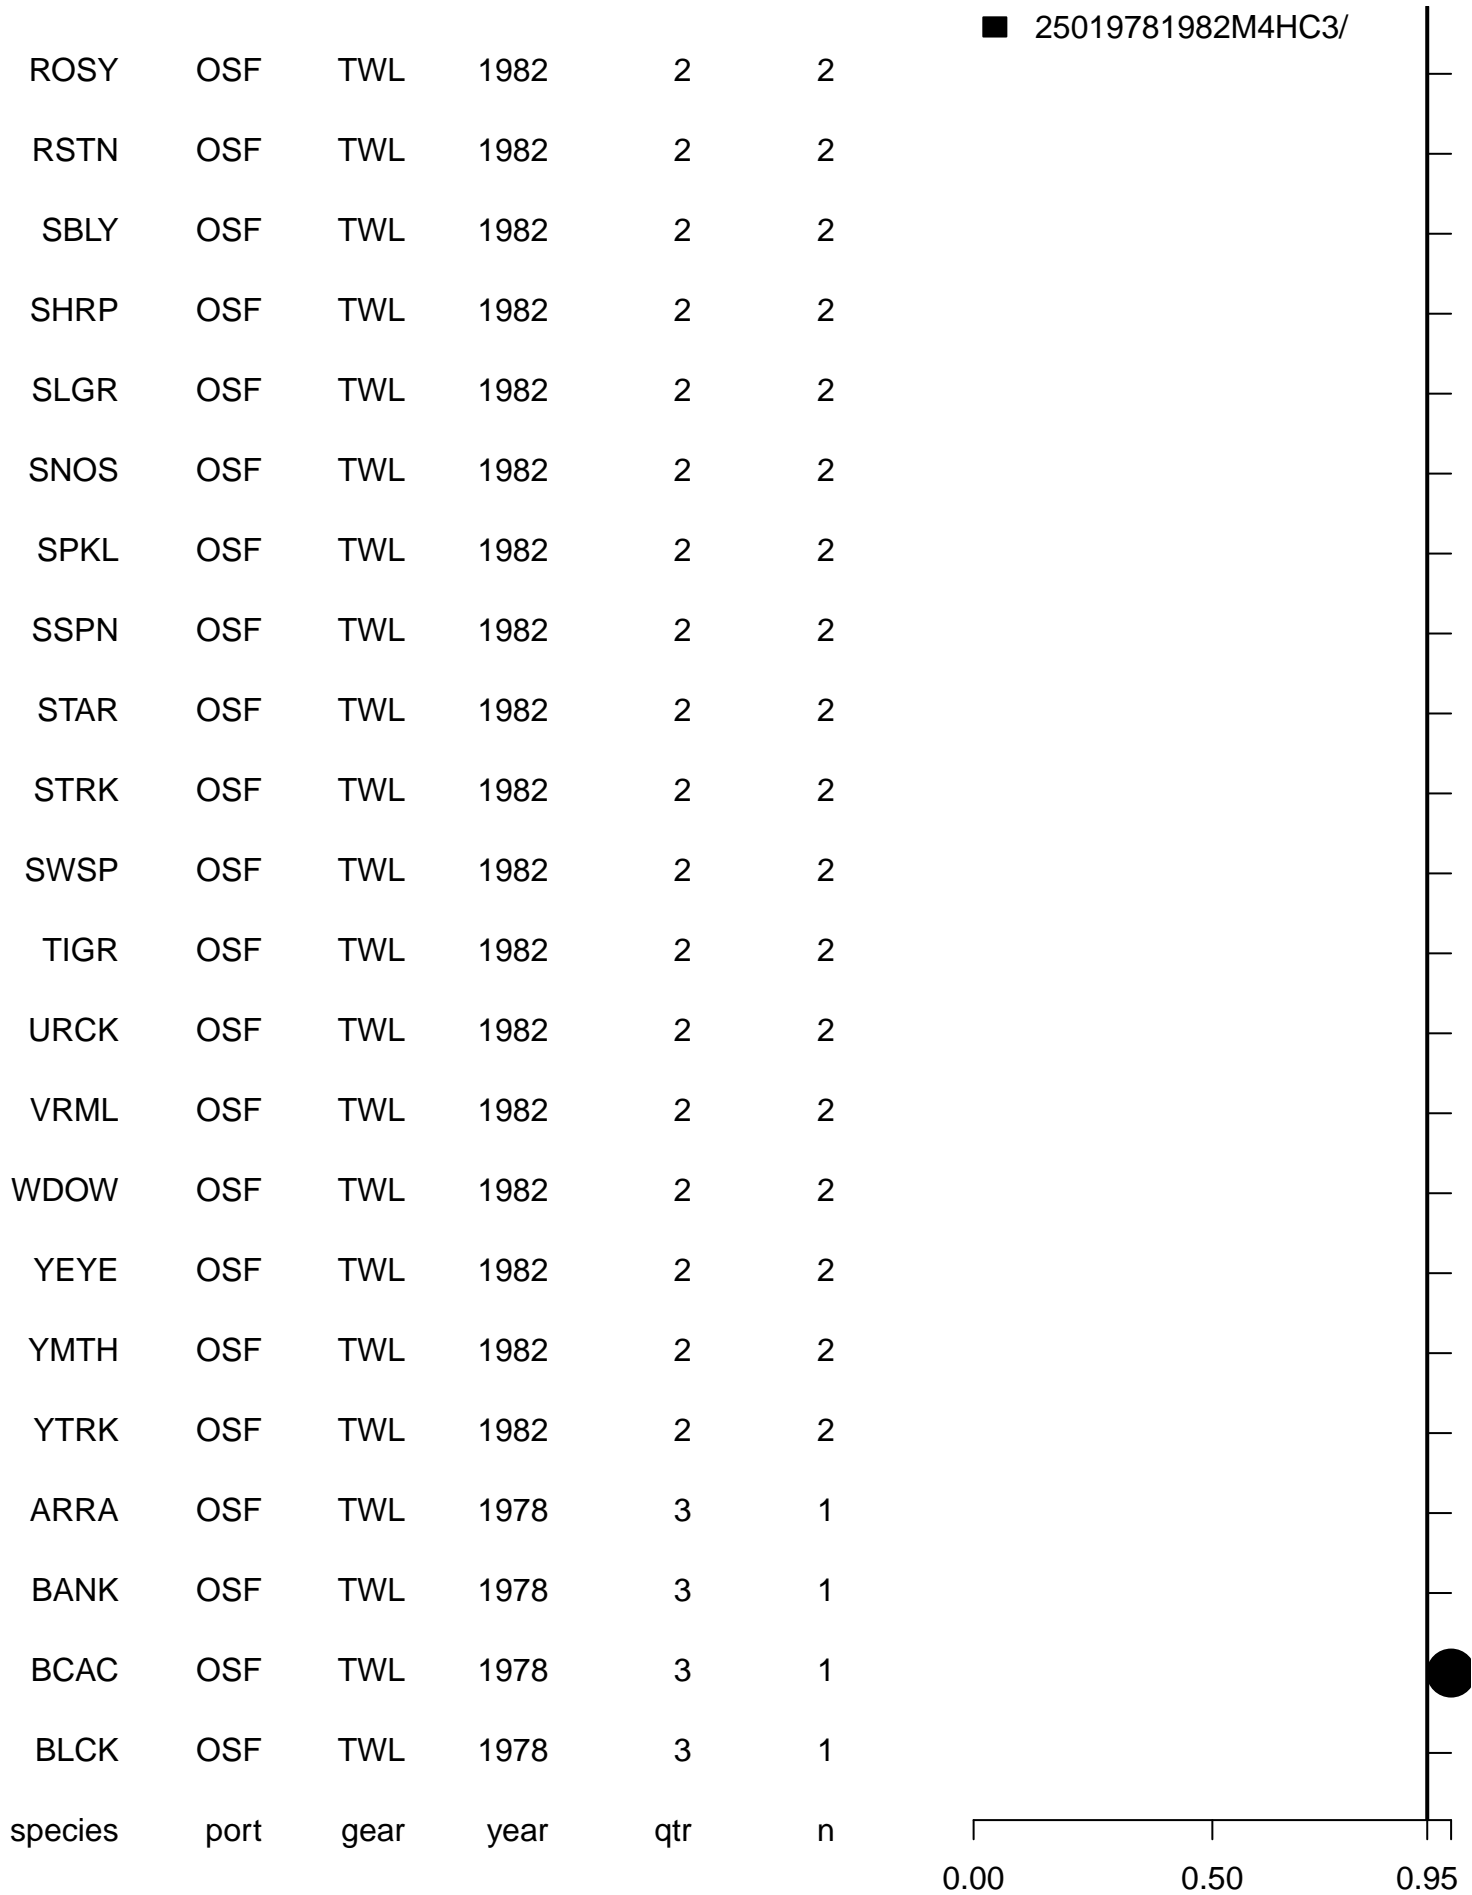 25019781982M4HC3/
ROSY OSF TWL 1982 2 2
RSTN OSF TWL 1982 2 2
SBLY OSF TWL 1982 2 2
SHRP OSF TWL 1982 2 2
SLGR OSF TWL 1982 2 2
SNOS OSF TWL 1982 2 2
SPKL OSF TWL 1982 2 2
SSPN OSF TWL 1982 2 2
STAR OSF TWL 1982 2 2
STRK OSF TWL 1982 2 2
SWSP OSF TWL 1982 2 2
TIGR OSF TWL 1982 2 2
URCK OSF TWL 1982 2 2
VRML OSF TWL 1982 2 2
WDOW OSF TWL 1982 2 2
YEYE OSF TWL 1982 2 2
YMTH OSF TWL 1982 2 2
YTRK OSF TWL 1982 2 2
ARRA OSF TWL 1978 3 1
BANK OSF TWL 1978 3 1
BCAC OSF TWL 1978 3 1
BLCK OSF TWL 1978 3 1
species port gear year qtr n
0.00 0.50 0.95